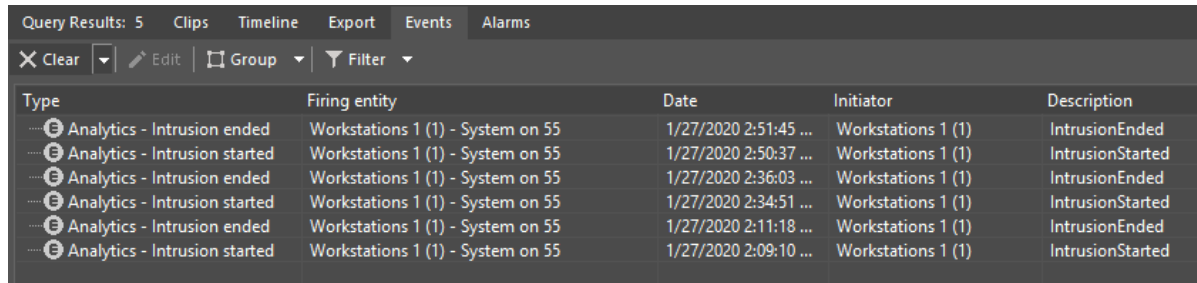 Query Results: 5 Clips Timeline Export Events Alarms
Clear Edit Group Filter
Type Firing entity Date Initiator Description
E Analytics - Intrusion ended Workstations 1 (1) - System on 55 1/27/2020 2:51:45 ... Workstations 1 (1) IntrusionEnded
E Analytics - Intrusion started Workstations 1 (1) - System on 55 1/27/2020 2:50:37 ... Workstations 1 (1) IntrusionStarted
E Analytics - Intrusion ended Workstations 1 (1) - System on 55 1/27/2020 2:36:03 ... Workstations 1 (1) IntrusionEnded
E Analytics - Intrusion started Workstations 1 (1) - System on 55 1/27/2020 2:34:51 ... Workstations 1 (1) IntrusionStarted
E Analytics - Intrusion ended Workstations 1 (1) - System on 55 1/27/2020 2:11:18 ... Workstations 1 (1) IntrusionEnded
E Analytics - Intrusion started Workstations 1 (1) - System on 55 1/27/2020 2:09:10 ... Workstations 1 (1) IntrusionStarted